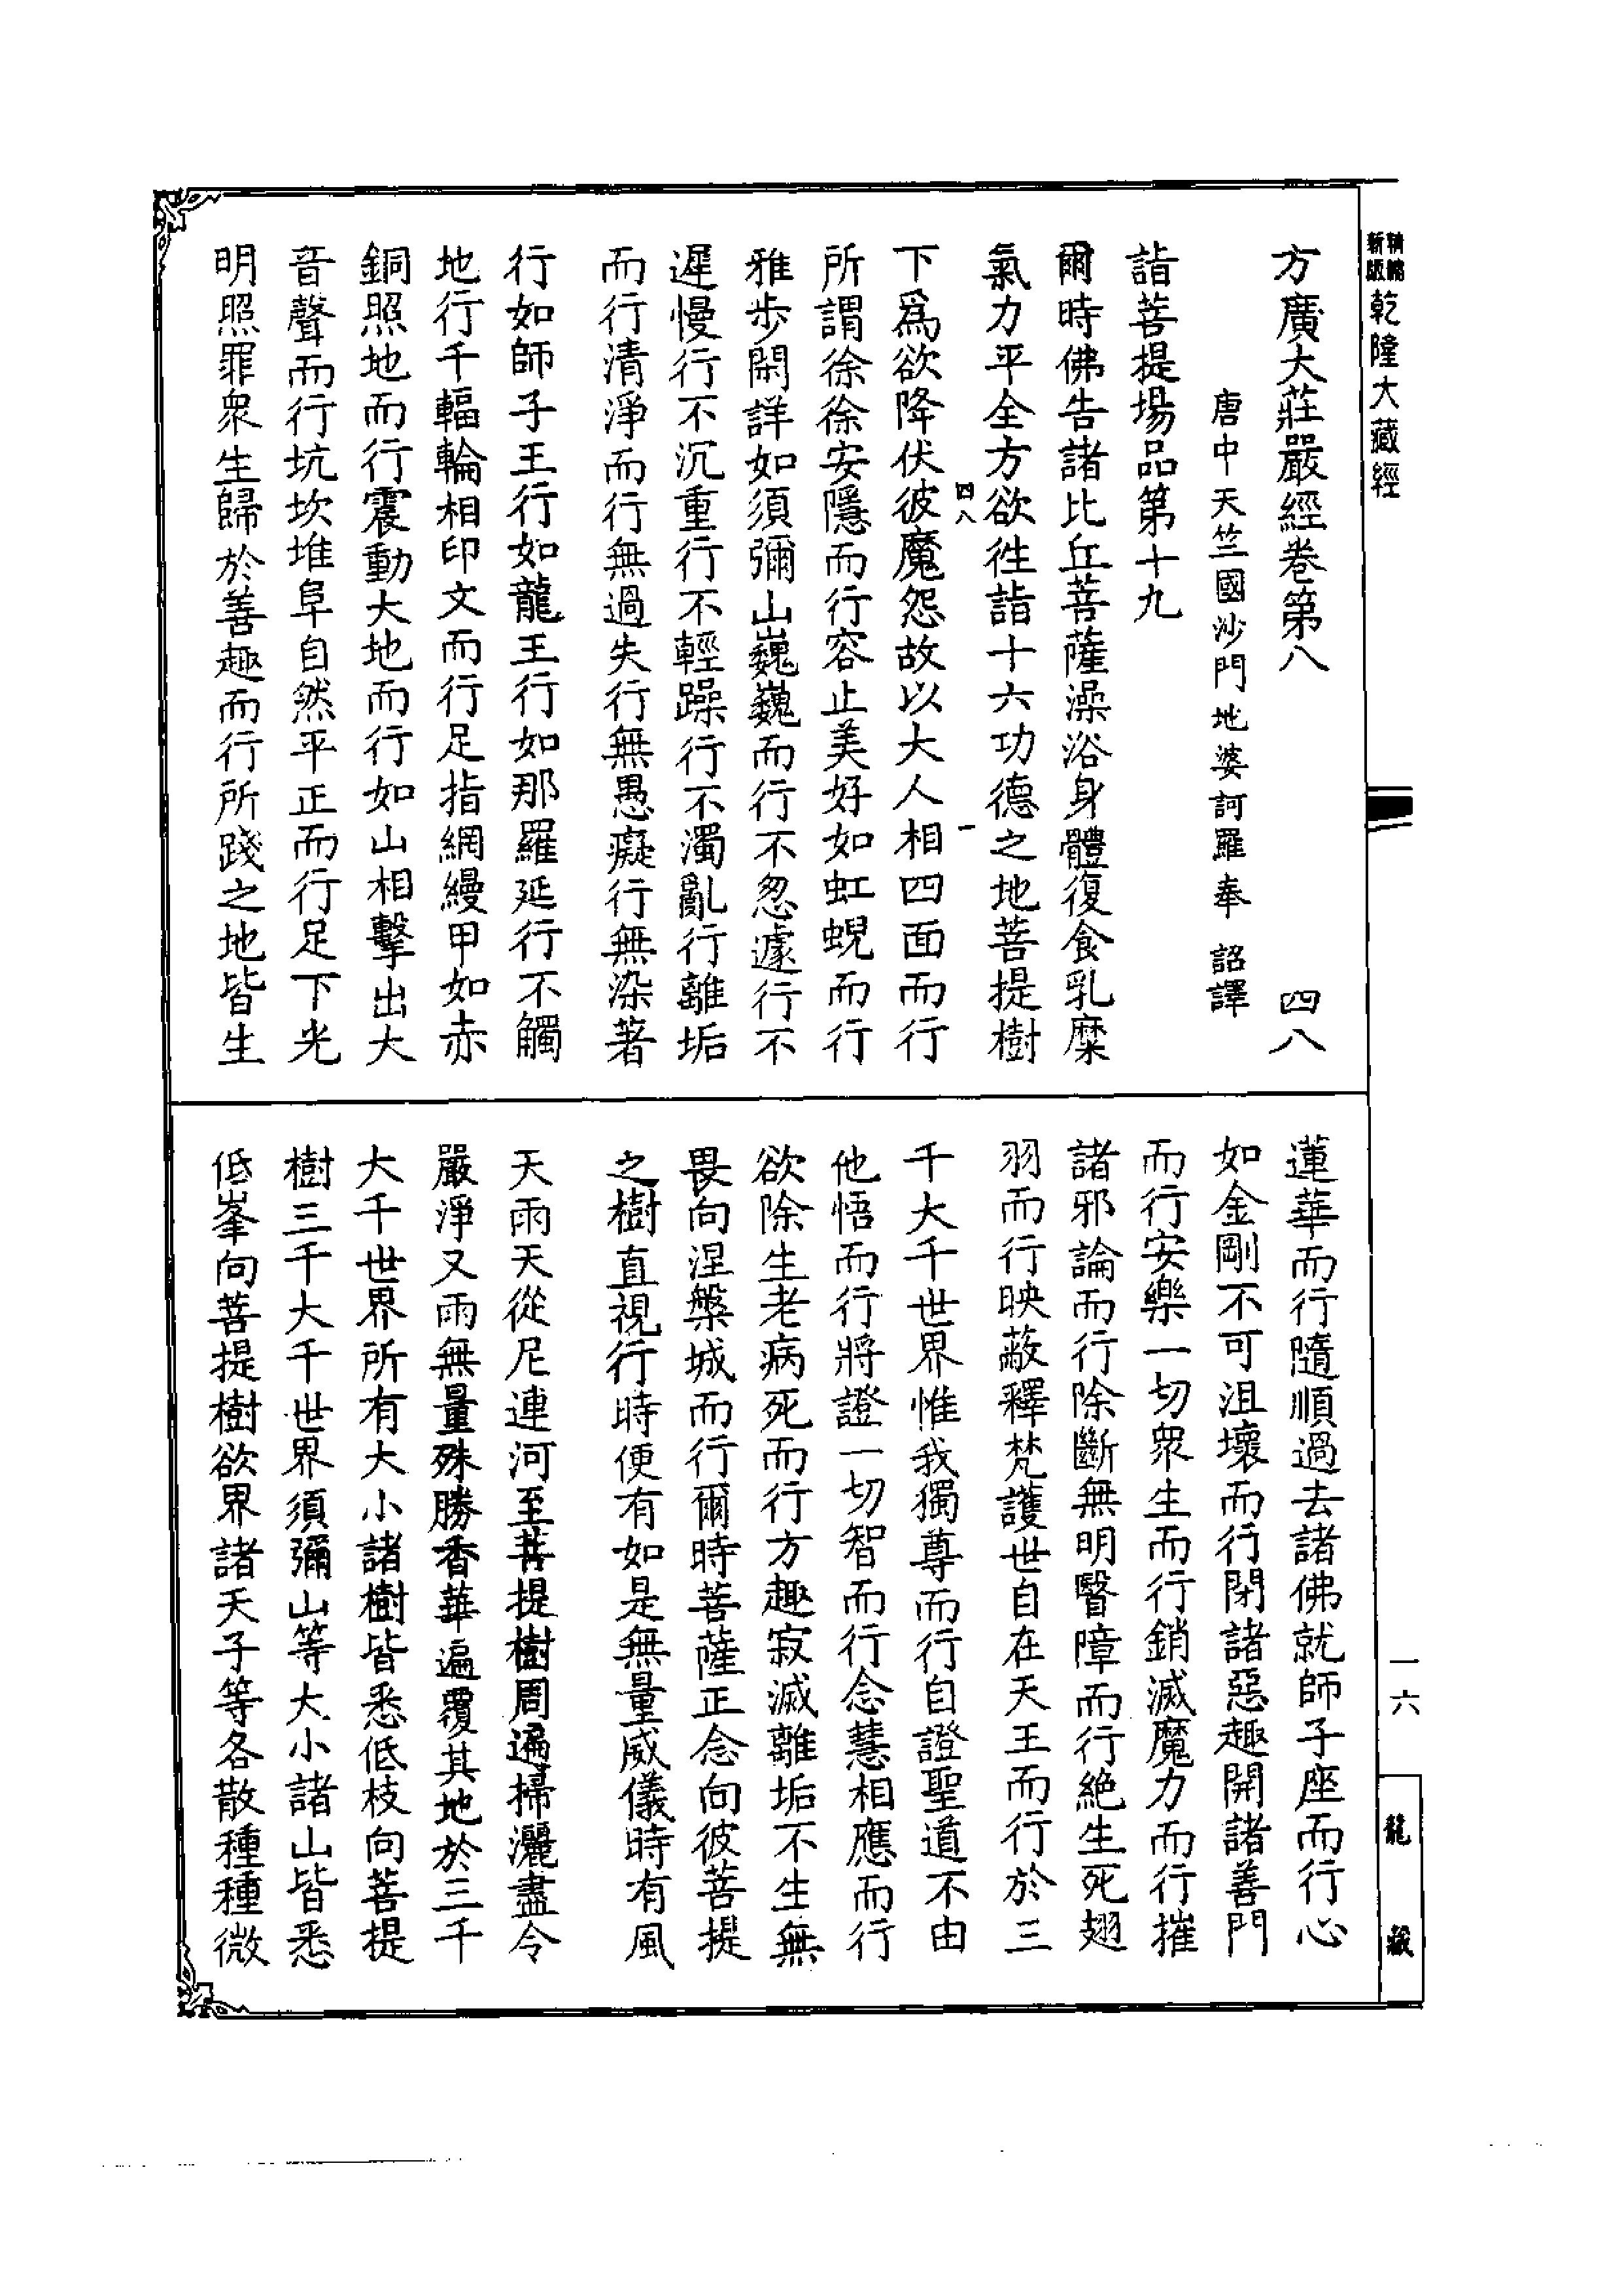 精縮新版乾隆大藏經
方廣大莊嚴經卷第八 四八
唐中天竺國沙門地婆訶羅奉 詔譯
詣菩提場品第十九
爾時佛告諸比丘菩薩澡浴身體復食乳糜
氣力平全方欲徃詣十六功德之地菩提樹
四八 一
下爲欲降伏彼魔怨故以大人相四面而行
所謂徐徐安隱而行容止美好如虹蜺而行
雅步閑詳如須彌山巍巍而行不怱遽行不
遲慢行不沉重行不輕躁行不濁亂行離垢
而行清淨而行無過失行無愚癡行無染著
行如師子王行如龍王行如那羅延行不觸
地行千輻輪相印文而行足指網縵甲如赤
銅照地而行震動大地而行如山相擊出大
音聲而行坑坎堆阜自然平正而行足下光
明照罪衆生歸於善趣而行所踐之地皆生
蓮華而行隨順過去諸佛就師子座而行心
如金剛不可沮壞而行閉諸惡趣開諸善門
而行安樂一切衆生而行銷滅魔力而行摧
諸邪論而行除斷無明瞖障而行絶生死翅
羽而行映蔽釋梵護世自在天王而行於三
千大千世界惟我獨尊而行自證聖道不由
他悟而行將證一切智而行念慧相應而行
欲除生老病死而行方趣寂滅離垢不生無
畏向涅槃城而行爾時菩薩正念向彼菩提
之樹直視行時便有如是無量威儀時有風
天雨天從尼連河至菩提樹周遍掃灑盡令
嚴淨又雨無量殊勝香華遍覆其地於三千
大千世界所有大小諸樹皆悉低枝向菩提
樹三千大千世界須彌山等大小諸山皆悉
低峯向菩提樹欲界諸天子等各散種種微
一六
龍藏